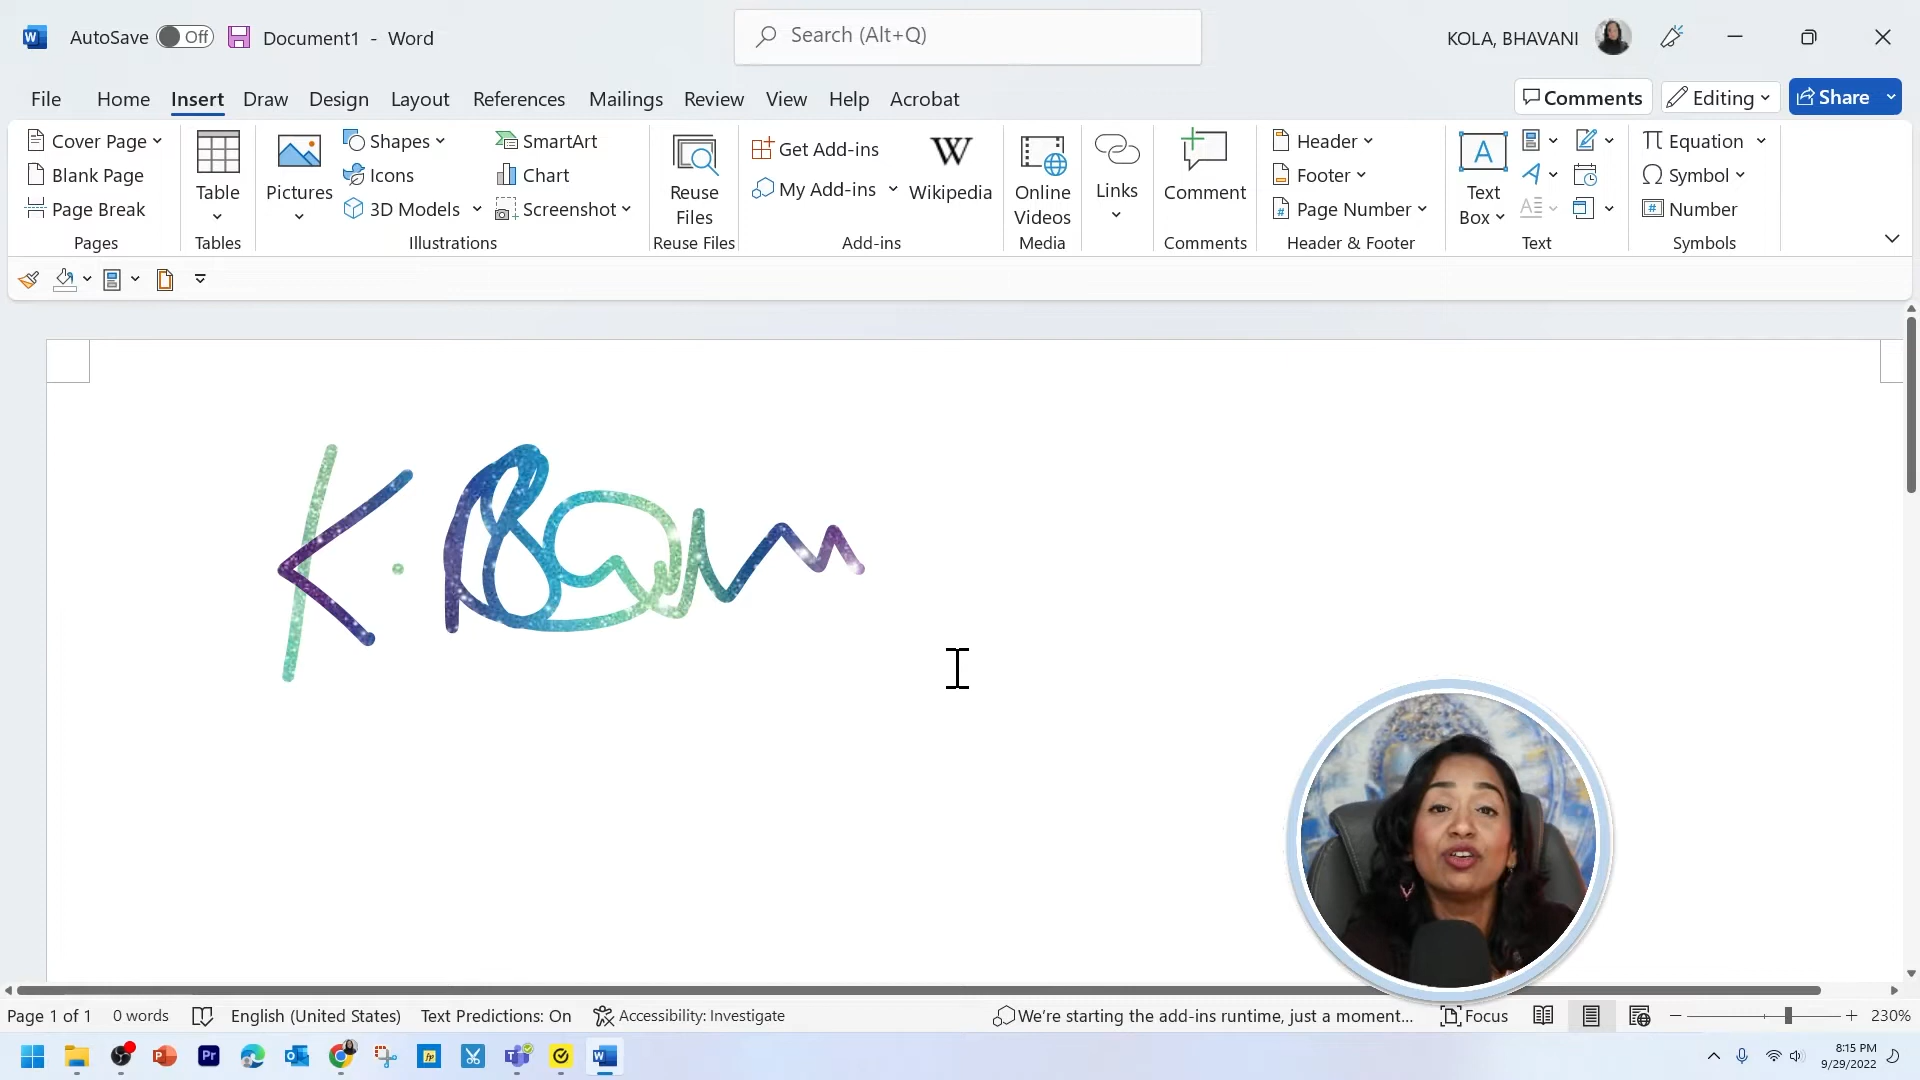 AutoSave Off Document1 - Word Search (Alt+Q) KOLA, BHAVANI
File Home Insert Draw Design Layout References Mailings Review View Help Acrobat Comments Editing Share
Cover Page Shapes SmartArt Get Add-ins Header Equation
Blank Page Icons Chart Footer Symbol
Page Break 3D Models Screenshot My Add-ins Page Number Number
Table Pictures Reuse Files W Wikipedia Online Videos Links Comment A Text Box
Pages Tables Illustrations Reuse Files Add-ins Media Comments Header & Footer Text Symbols
K.
Page 1 of 1 0 words English (United States) Text Predictions: On Accessibility: Investigate We're starting the add-ins runtime, just a moment... Focus 230%
8:15 PM
9/29/2022